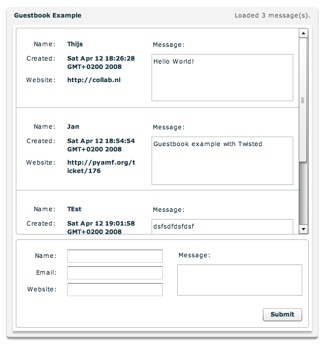 Guestbook Example Loaded 3 message(s).
Name: Thijs Message:
Created: Sat Apr 12 18:26:28
GMT+0200 2008
Hello World!
Website: http://collab.nl
Name: Jan Message:
Created: Sat Apr 12 18:54:54
GMT+0200 2008
Guestbook example with Twisted
Website: http://pyamf.org/t
icket/176
Name: TEst Message:
Created: Sat Apr 12 19:01:58
GMT+0200 2008
dsfsdfdsfdsf
Name: Message:
Email:
Website:
Submit